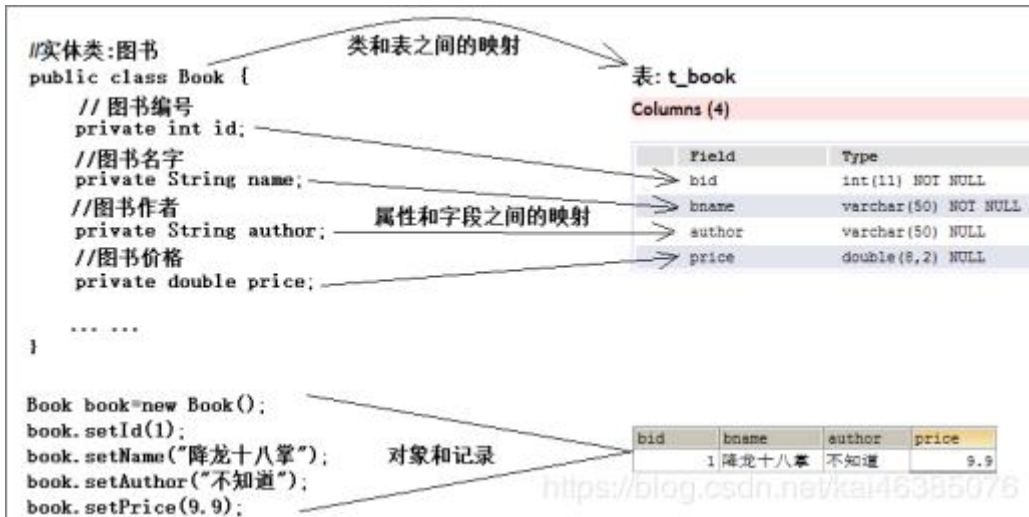 //实体类:图书
类和表之间的映射
public class Book {
表: t_book
// 图书编号
Columns (4)
private int id;
//图书名字
Field Type
private String name;
bid int(11) NOT NULL
//图书作者
bname varchar(50) NOT NULL
private String author;
属性和字段之间的映射
author varchar(50) NULL
//图书价格
price double(8,2) NULL
private double price;
... ...
}
Book book=new Book();
book.setId(1);
bid bname author price
book.setName("降龙十八掌");
对象和记录
1 降龙十八掌 不知道 9.9
book.setAuthor("不知道");
https://blog.csdn.net/kai46385076
book.setPrice(9.9);